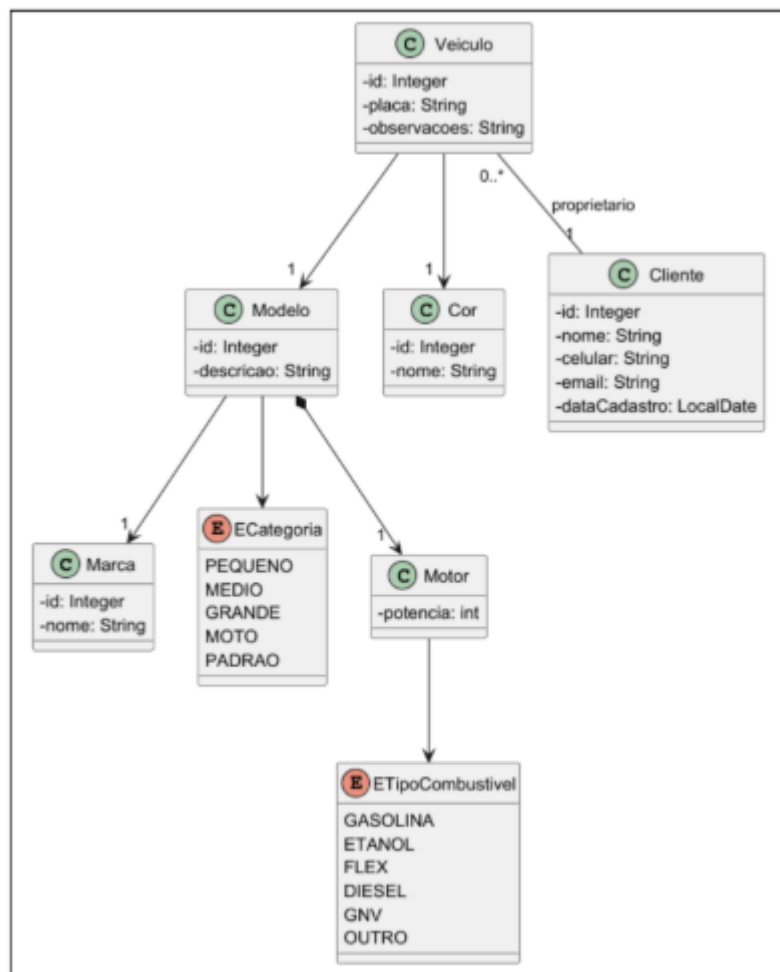 C Veiculo
-id: Integer
-placa: String
-observacoes: String
0..*
proprietario
1
1
1
C Modelo
-id: Integer
-descricao: String
C Cor
-id: Integer
-nome: String
C Cliente
-id: Integer
-nome: String
-celular: String
-email: String
-dataCadastro: LocalDate
1
1
C Marca
-id: Integer
-nome: String
E ECategoria
PEQUENO
MEDIO
GRANDE
MOTO
PADRAO
C Motor
-potencia: int
E ETipoCombustivel
GASOLINA
ETANOL
FLEX
DIESEL
GNV
OUTRO